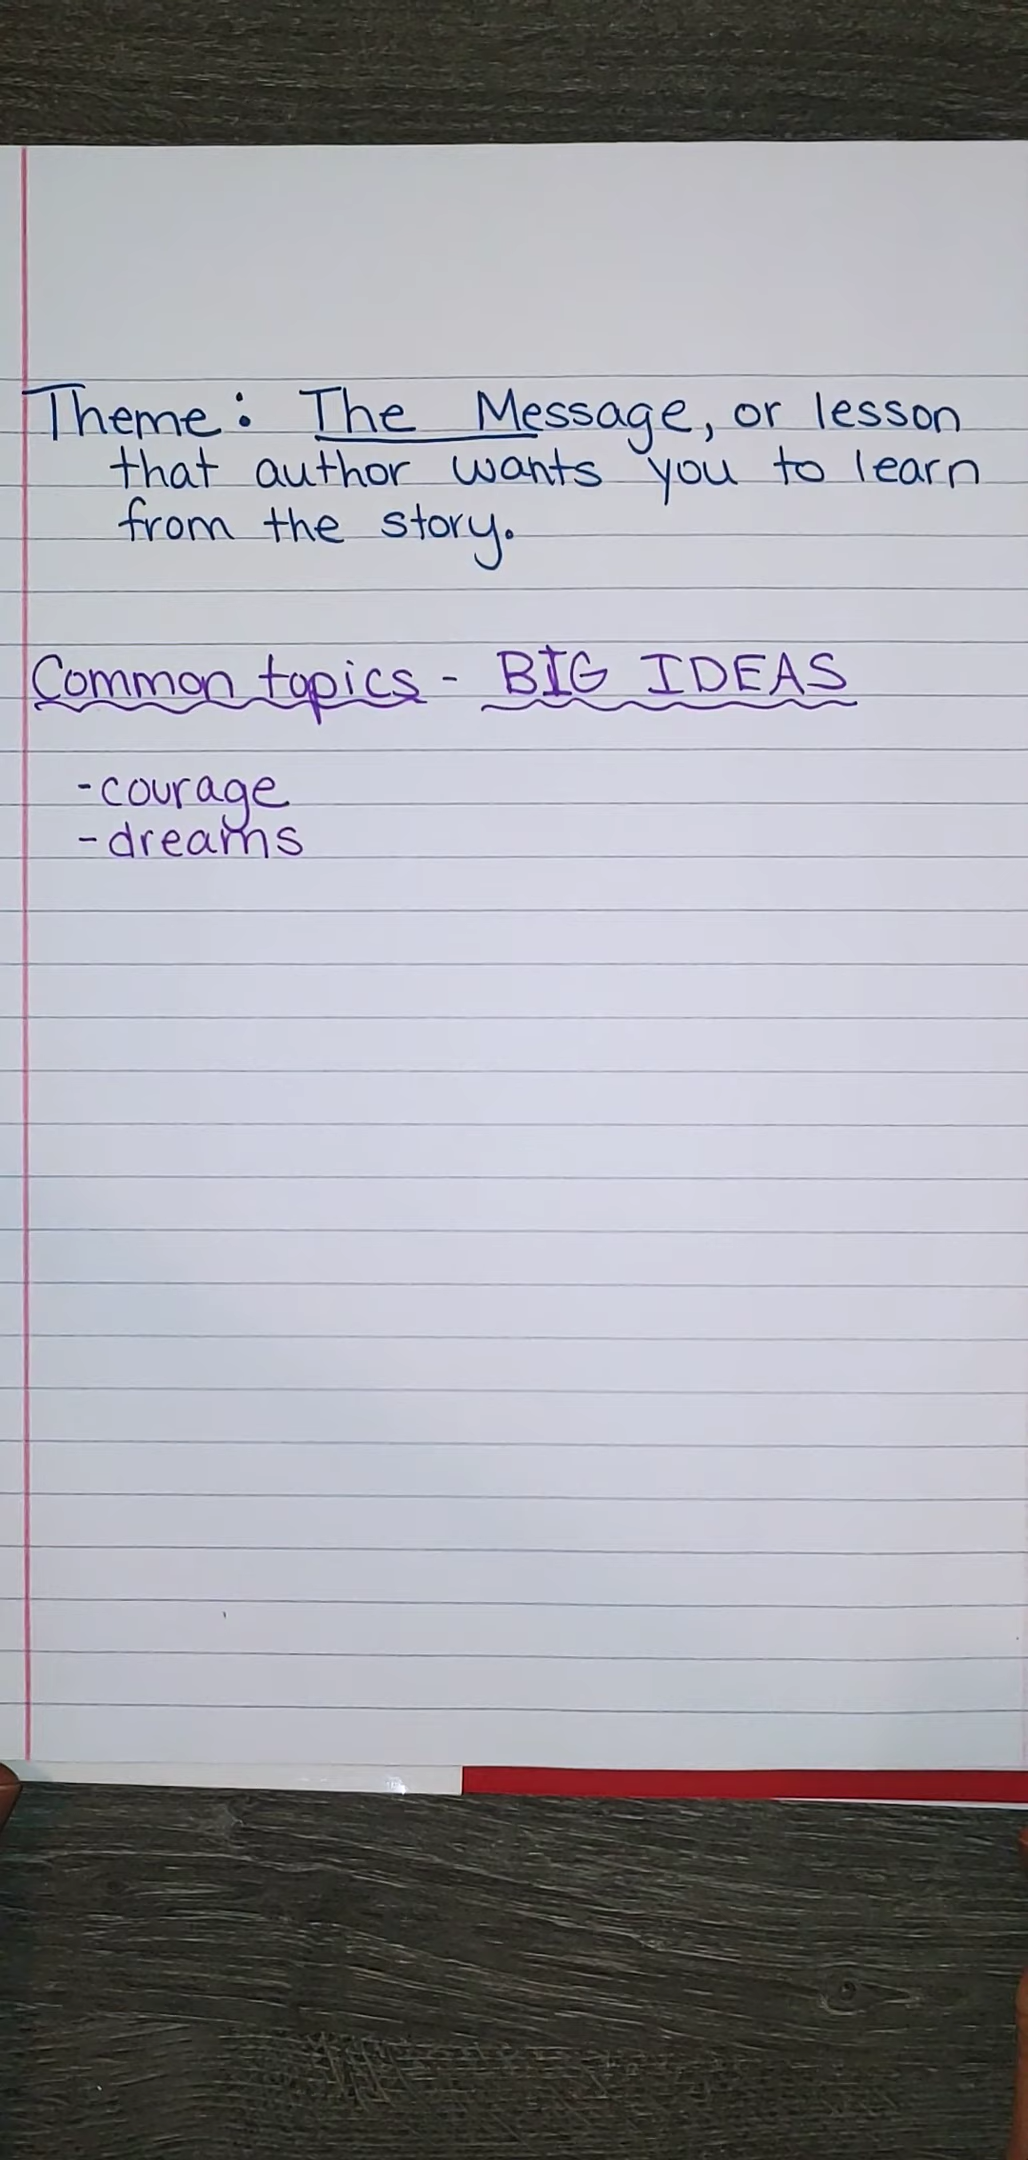 Theme: The Message, or lesson
that author wants you to learn
from the story.
Common topics - BIG IDEAS
-courage
-dreams